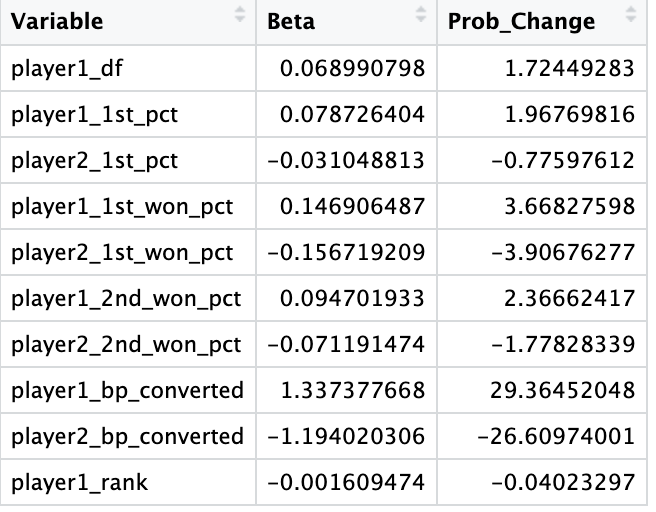 Variable Beta Prob_Change
player1_df 0.068990798 1.72449283
player1_1st_pct 0.078726404 1.96769816
player2_1st_pct −0.031048813 −0.77597612
player1_1st_won_pct 0.146906487 3.66827598
player2_1st_won_pct −0.156719209 −3.90676277
player1_2nd_won_pct 0.094701933 2.36662417
player2_2nd_won_pct −0.071191474 −1.77828339
player1_bp_converted 1.337377668 29.36452048
player2_bp_converted −1.194020306 −26.60974001
player1_rank −0.001609474 −0.04023297